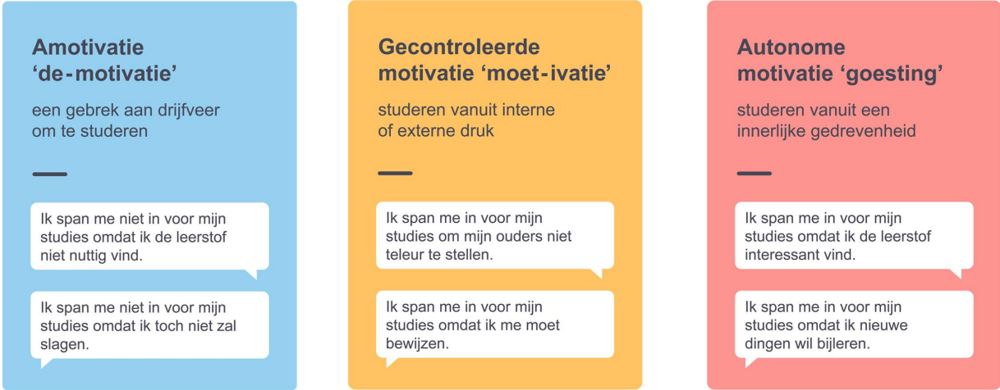 Amotivatie
‘de-motivatie’
een gebrek aan drijfveer
om te studeren
Ik span me niet in voor mijn
studies omdat ik de leerstof
niet nuttig vind.
Ik span me niet in voor mijn
studies omdat ik toch niet zal
slagen.
Gecontroleerde
motivatie ‘moet-ivatie’
studeren vanuit interne
of externe druk
Ik span me in voor mijn
studies om mijn ouders niet
teleur te stellen.
Ik span me in voor mijn
studies omdat ik me moet
bewijzen.
Autonome
motivatie ‘goesting’
studeren vanuit een
innerlijke gedrevenheid
Ik span me in voor mijn
studies omdat ik de leerstof
interessant vind.
Ik span me in voor mijn
studies omdat ik nieuwe
dingen wil bijleren.